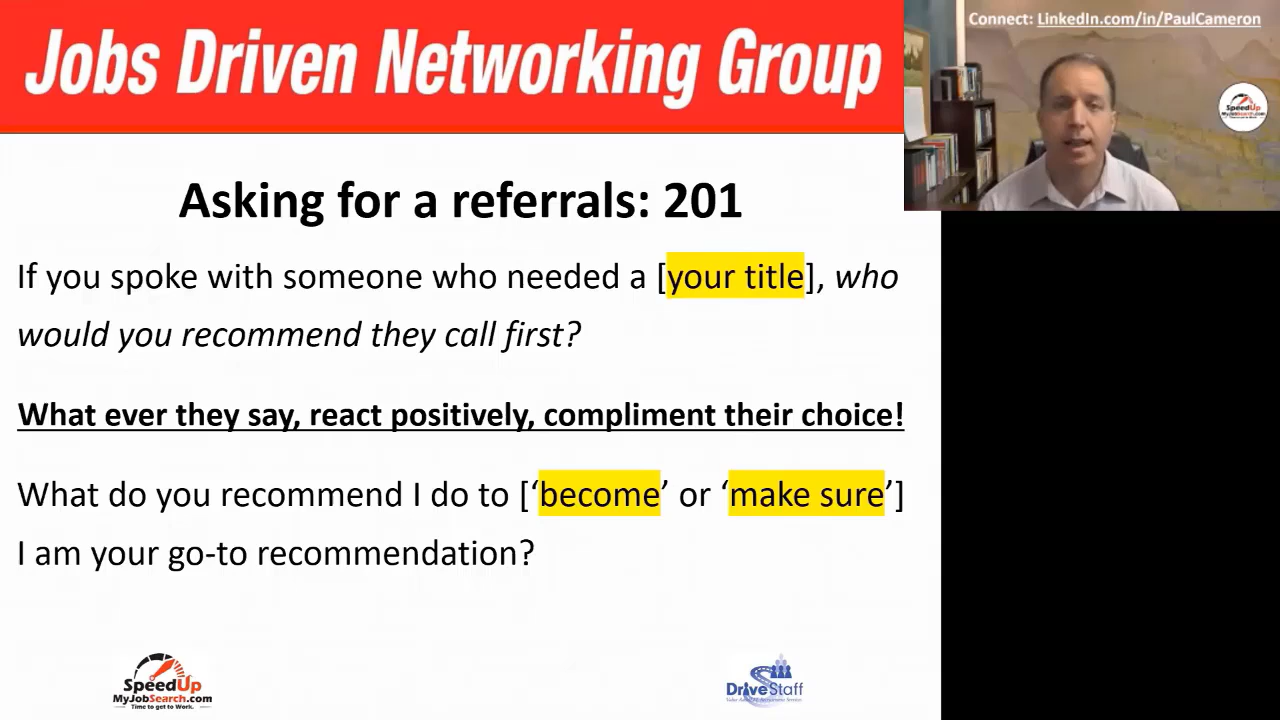 Jobs Driven Networking Group
Connect: LinkedIn.com/in/PaulCameron
SpeedUp
MyJobSearch.com
Asking for a referrals: 201
If you spoke with someone who needed a [your title], who
would you recommend they call first?
What ever they say, react positively, compliment their choice!
What do you recommend I do to [‘become’ or ‘make sure’]
I am your go-to recommendation?
SpeedUp
MyJobSearch.com
Time to get to Work.
DriveStaff